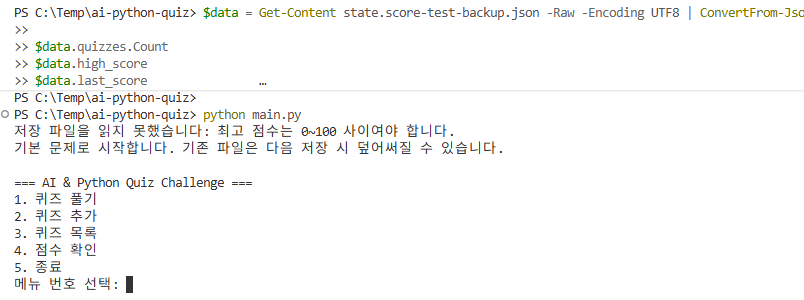 PS C:\Temp\ai-python-quiz> $data = Get-Content state.score-test-backup.json -Raw -Encoding UTF8 | ConvertFrom-Jso
>>
>> $data.quizzes.Count
>> $data.high_score
>> $data.last_score …
PS C:\Temp\ai-python-quiz>
PS C:\Temp\ai-python-quiz> python main.py
저장 파일을 읽지 못했습니다: 최고 점수는 0~100 사이여야 합니다.
기본 문제로 시작합니다. 기존 파일은 다음 저장 시 덮어써질 수 있습니다.
=== AI & Python Quiz Challenge ===
1. 퀴즈 풀기
2. 퀴즈 추가
3. 퀴즈 목록
4. 점수 확인
5. 종료
메뉴 번호 선택: